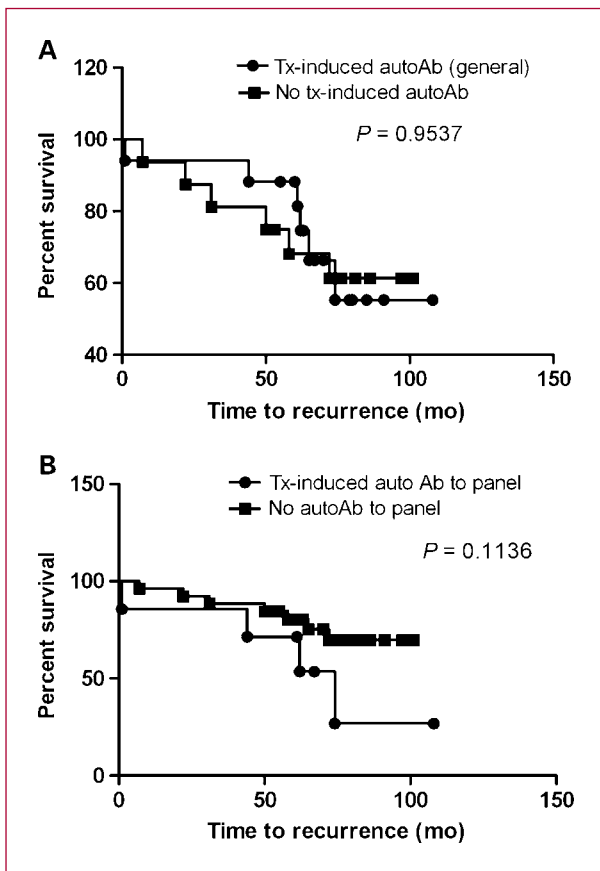 A
Tx-induced autoAb (general)
No tx-induced autoAb
P = 0.9537
Percent survival
120
100
80
60
40
0
50
100
150
Time to recurrence (mo)
B
Tx-induced auto Ab to panel
No autoAb to panel
P = 0.1136
Percent survival
150
100
50
0
0
50
100
150
Time to recurrence (mo)